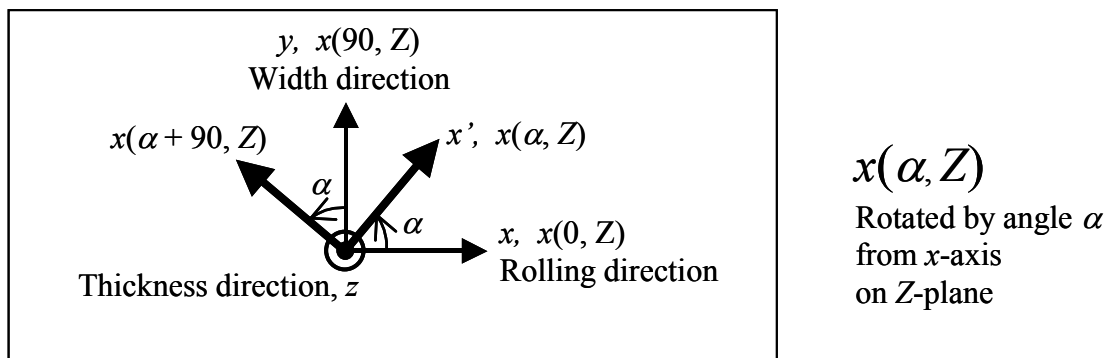 y, x(90, Z)
Width direction
x(α + 90, Z)
x’, x(α, Z)
α
α
x, x(0, Z)
Rolling direction
Thickness direction, z
x(α, Z)
Rotated by angle α
from x-axis
on Z-plane